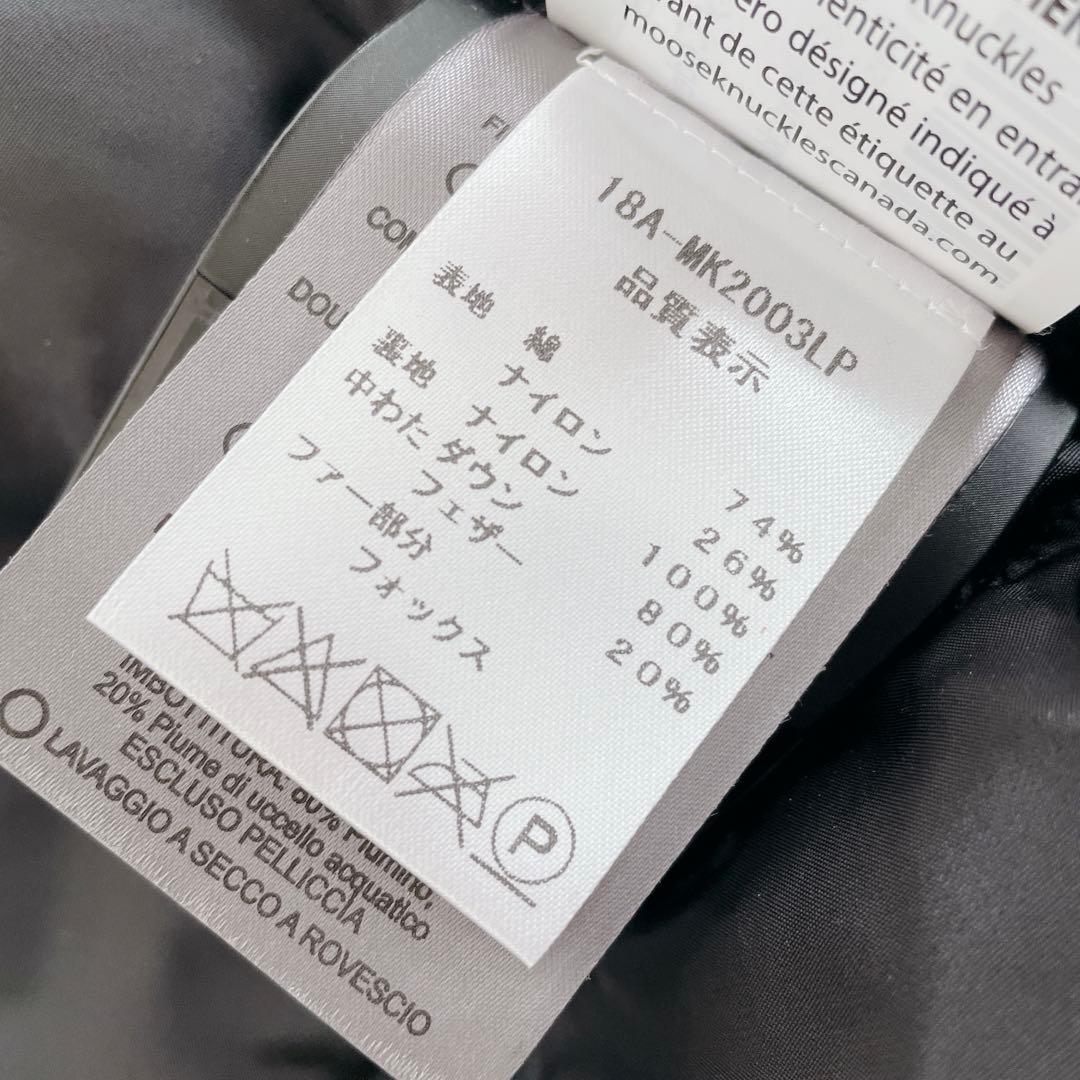 Knuckles
enticité en entra
ero désigné indiqué à
vant de cette étiquette au
mooseknucklescanada.com
18A-MK2003LP
品質表示
表地 綿 74%
ナイロン 26%
裏地 ナイロン 100%
中わた ダウン 80%
フェザー 20%
ファー部分
フォックス
P
CO
DOU
IMBOTTITURA: 80% Piumino,
20% Piume di uccello acquatico
ESCLUSO PELLICCIA
LAVAGGIO A SECCO A ROVESCIO